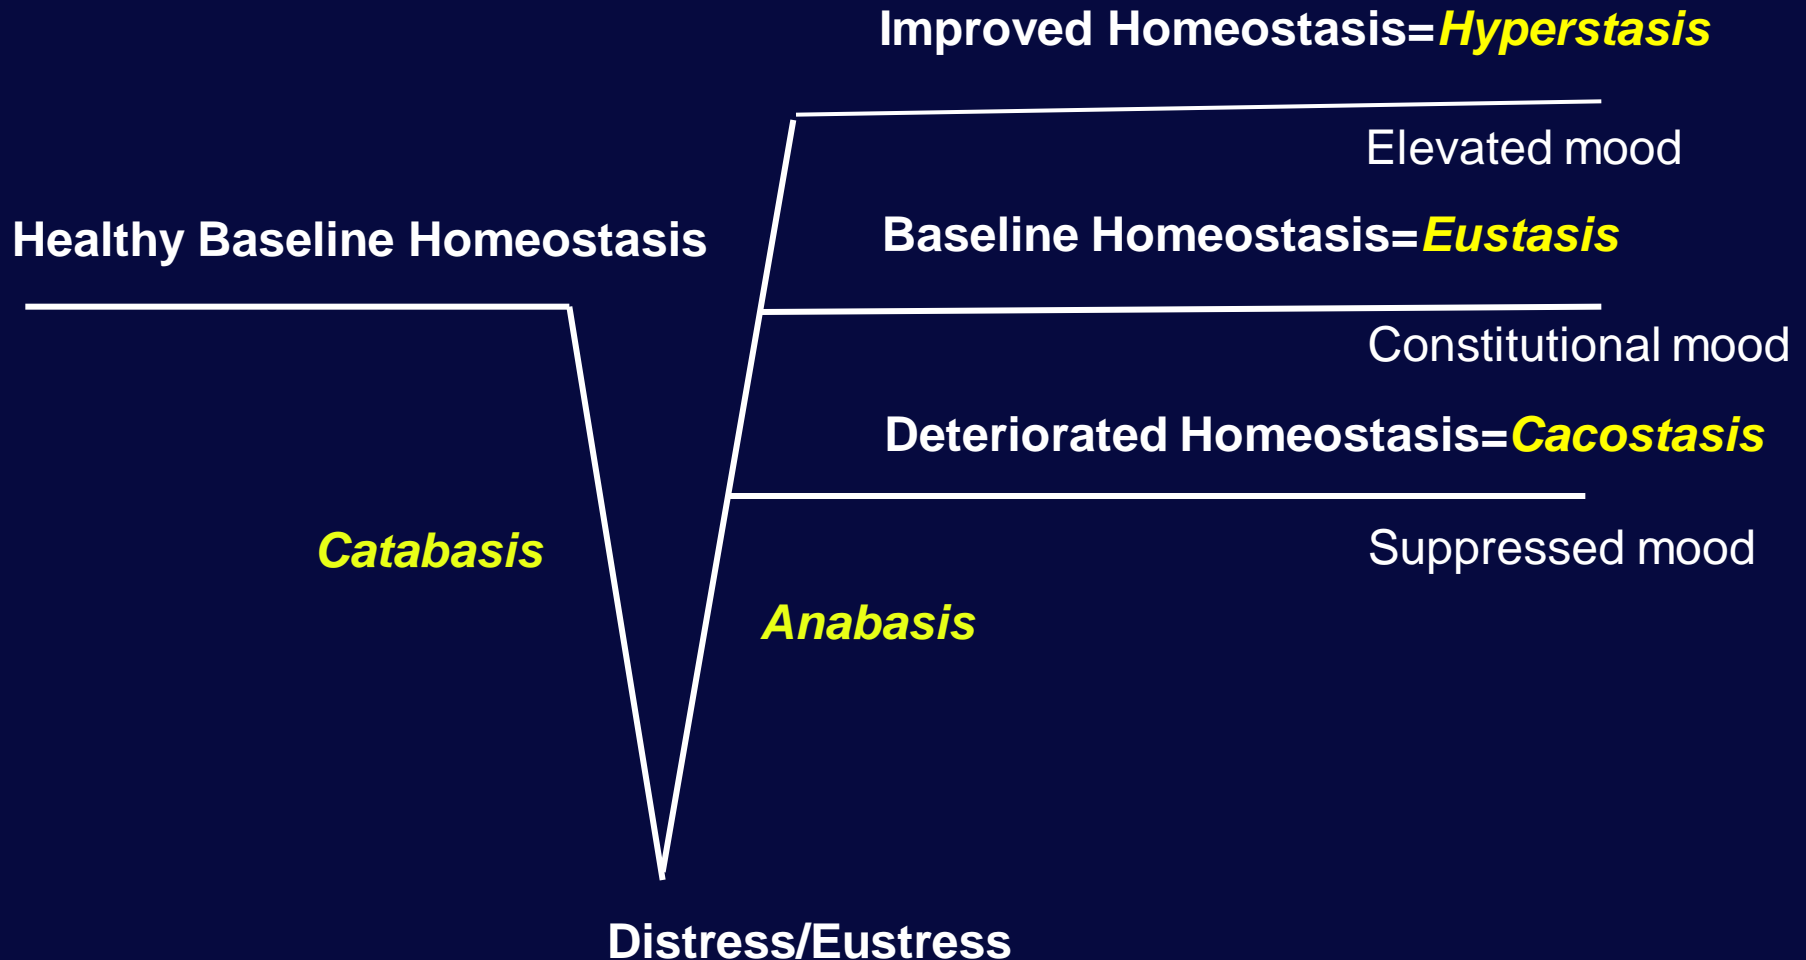 Improved Homeostasis=Hyperstasis
Elevated mood
Healthy Baseline Homeostasis
Baseline Homeostasis=Eustasis
Constitutional mood
Deteriorated Homeostasis=Cacostasis
Suppressed mood
Catabasis
Anabasis
Distress/Eustress